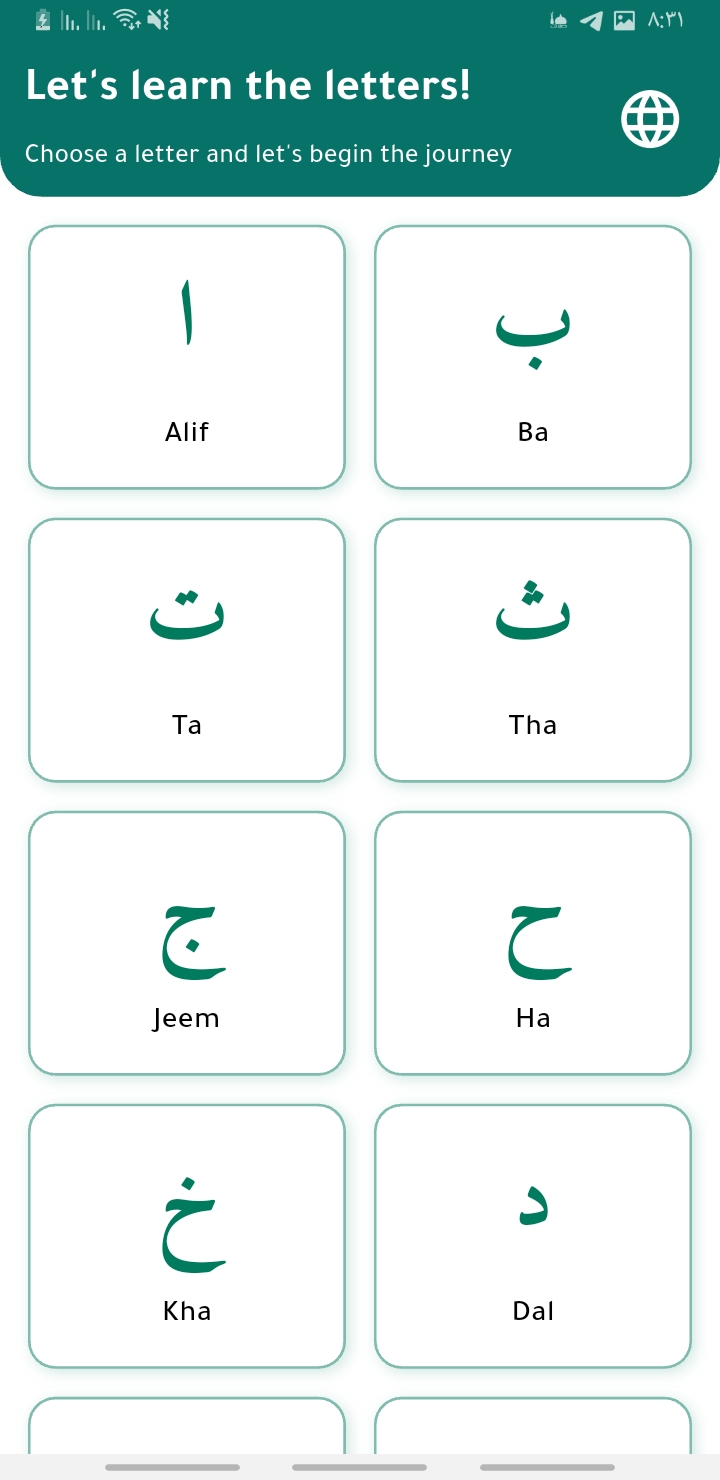 ٨:٣١
Let's learn the letters!
Choose a letter and let's begin the journey
ا
ب
Alif
Ba
ت
ث
Ta
Tha
ج
ح
Jeem
Ha
خ
د
Kha
Dal